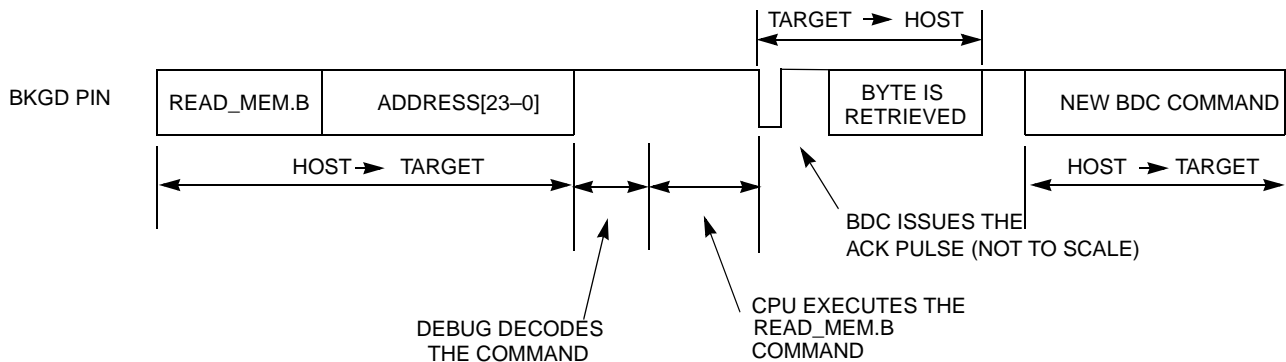 TARGET → HOST
BKGD PIN
READ_MEM.B
ADDRESS[23–0]
BYTE IS
RETRIEVED
NEW BDC COMMAND
HOST → TARGET
HOST → TARGET
BDC ISSUES THE
ACK PULSE (NOT TO SCALE)
DEBUG DECODES
THE COMMAND
CPU EXECUTES THE
READ_MEM.B
COMMAND